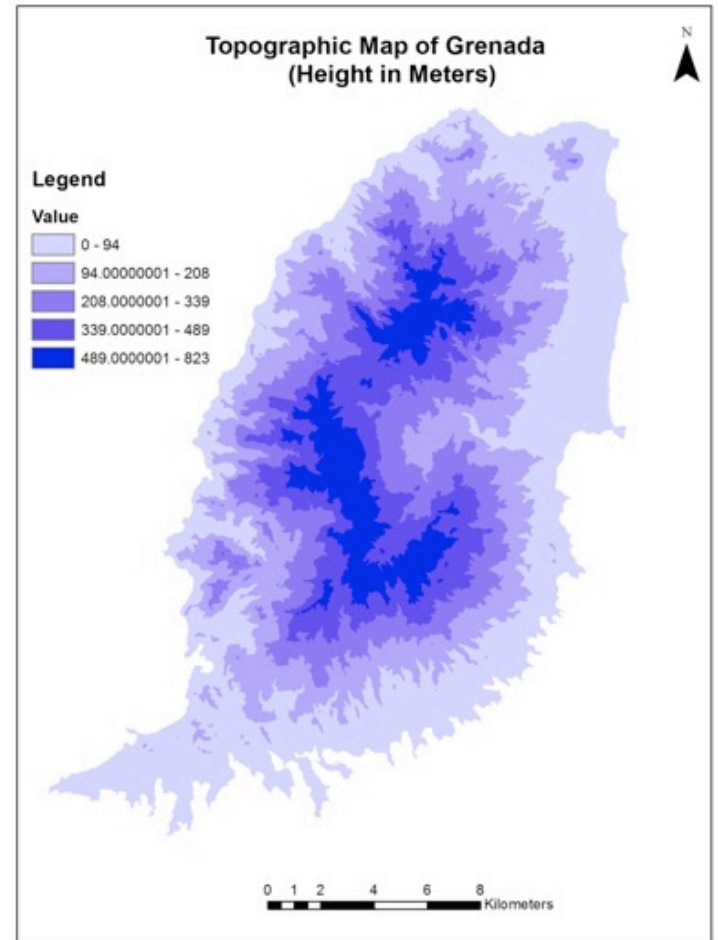 Topographic Map of Grenada
(Height in Meters)
N
Legend
Value
0 - 94
94.00000001 - 208
208.0000001 - 339
339.0000001 - 489
489.0000001 - 823
0 1 2 4 6 8
Kilometers